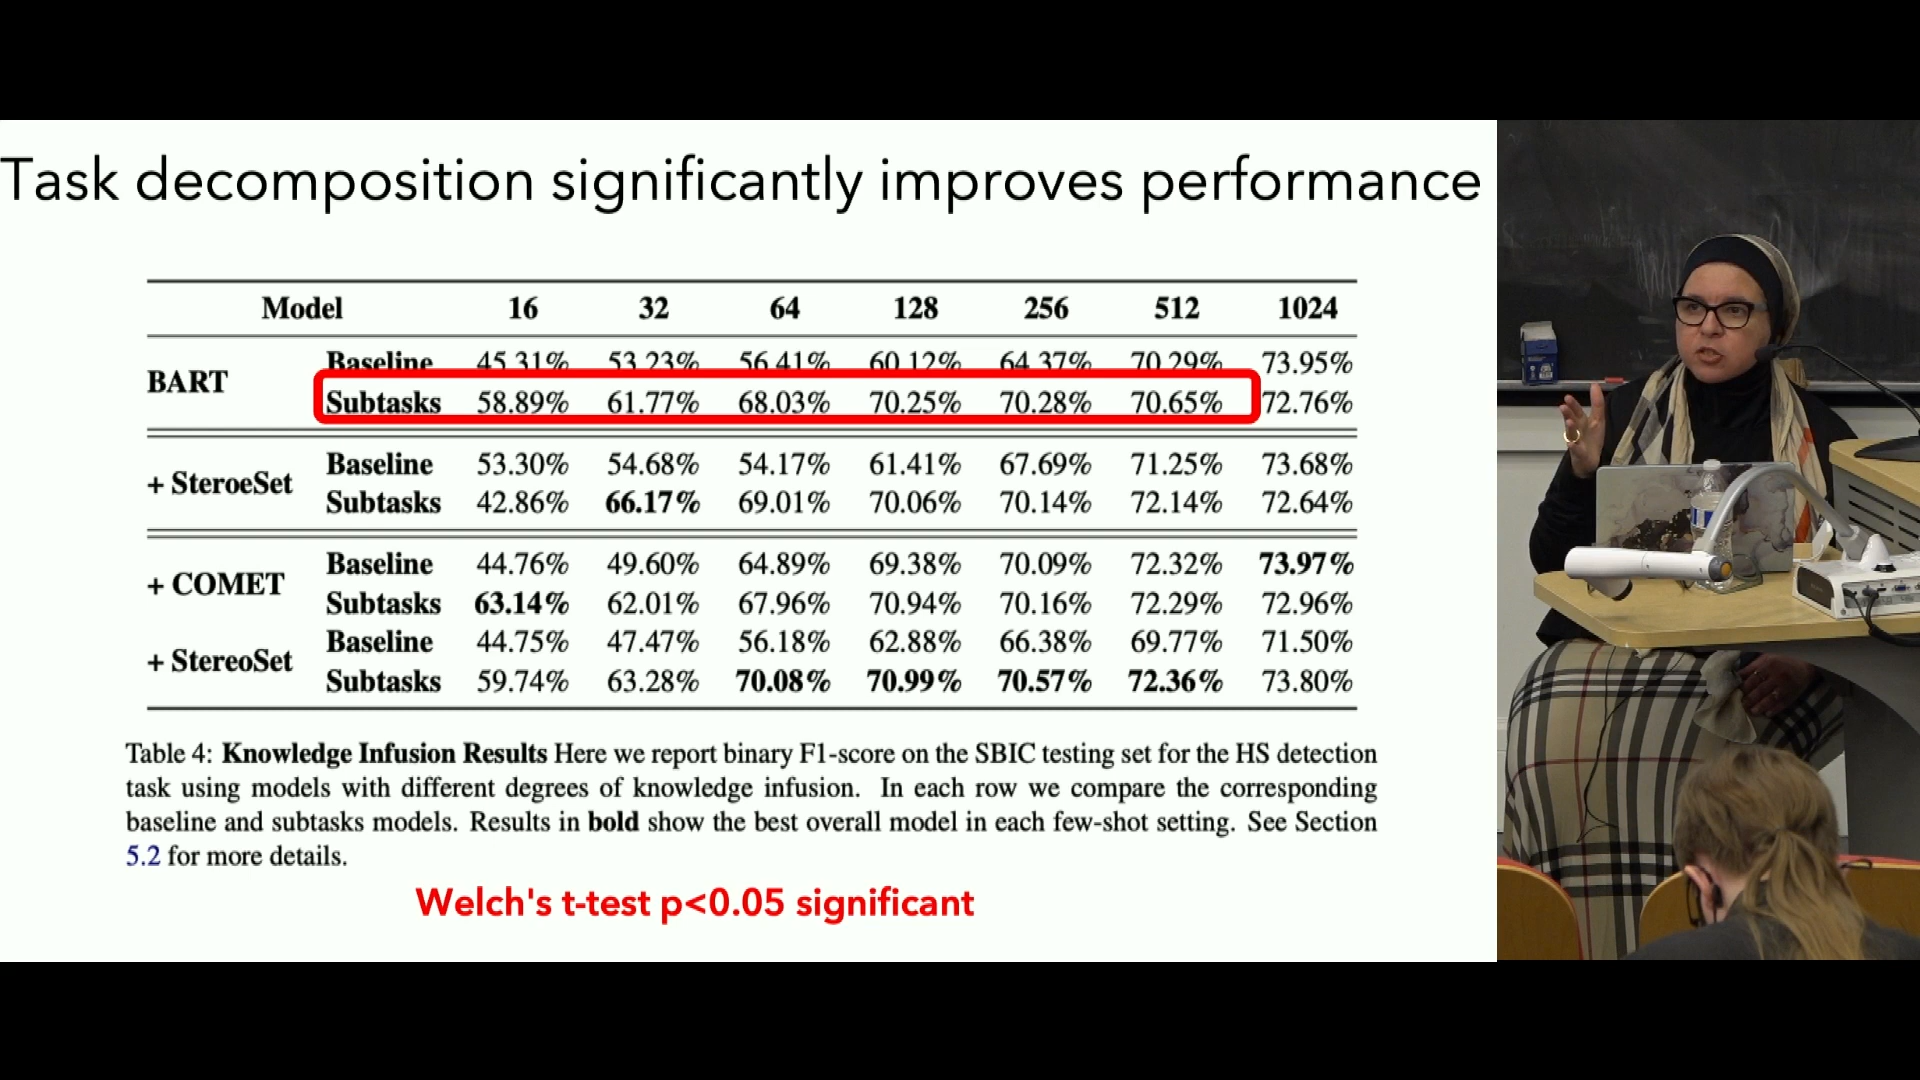 Task decomposition significantly improves performance
Model 16 32 64 128 256 512 1024
BART Baseline 45.31% 53.23% 56.41% 60.12% 64.37% 70.29% 73.95%
Subtasks 58.89% 61.77% 68.03% 70.25% 70.28% 70.65% 72.76%
+ SteroeSet Baseline 53.30% 54.68% 54.17% 61.41% 67.69% 71.25% 73.68%
Subtasks 42.86% 66.17% 69.01% 70.06% 70.14% 72.14% 72.64%
+ COMET Baseline 44.76% 49.60% 64.89% 69.38% 70.09% 72.32% 73.97%
Subtasks 63.14% 62.01% 67.96% 70.94% 70.16% 72.29% 72.96%
+ StereoSet Baseline 44.75% 47.47% 56.18% 62.88% 66.38% 69.77% 71.50%
Subtasks 59.74% 63.28% 70.08% 70.99% 70.57% 72.36% 73.80%
Table 4: Knowledge Infusion Results Here we report binary F1-score on the SBIC testing set for the HS detection
task using models with different degrees of knowledge infusion. In each row we compare the corresponding
baseline and subtasks models. Results in bold show the best overall model in each few-shot setting. See Section
5.2 for more details.
Welch's t-test p<0.05 significant